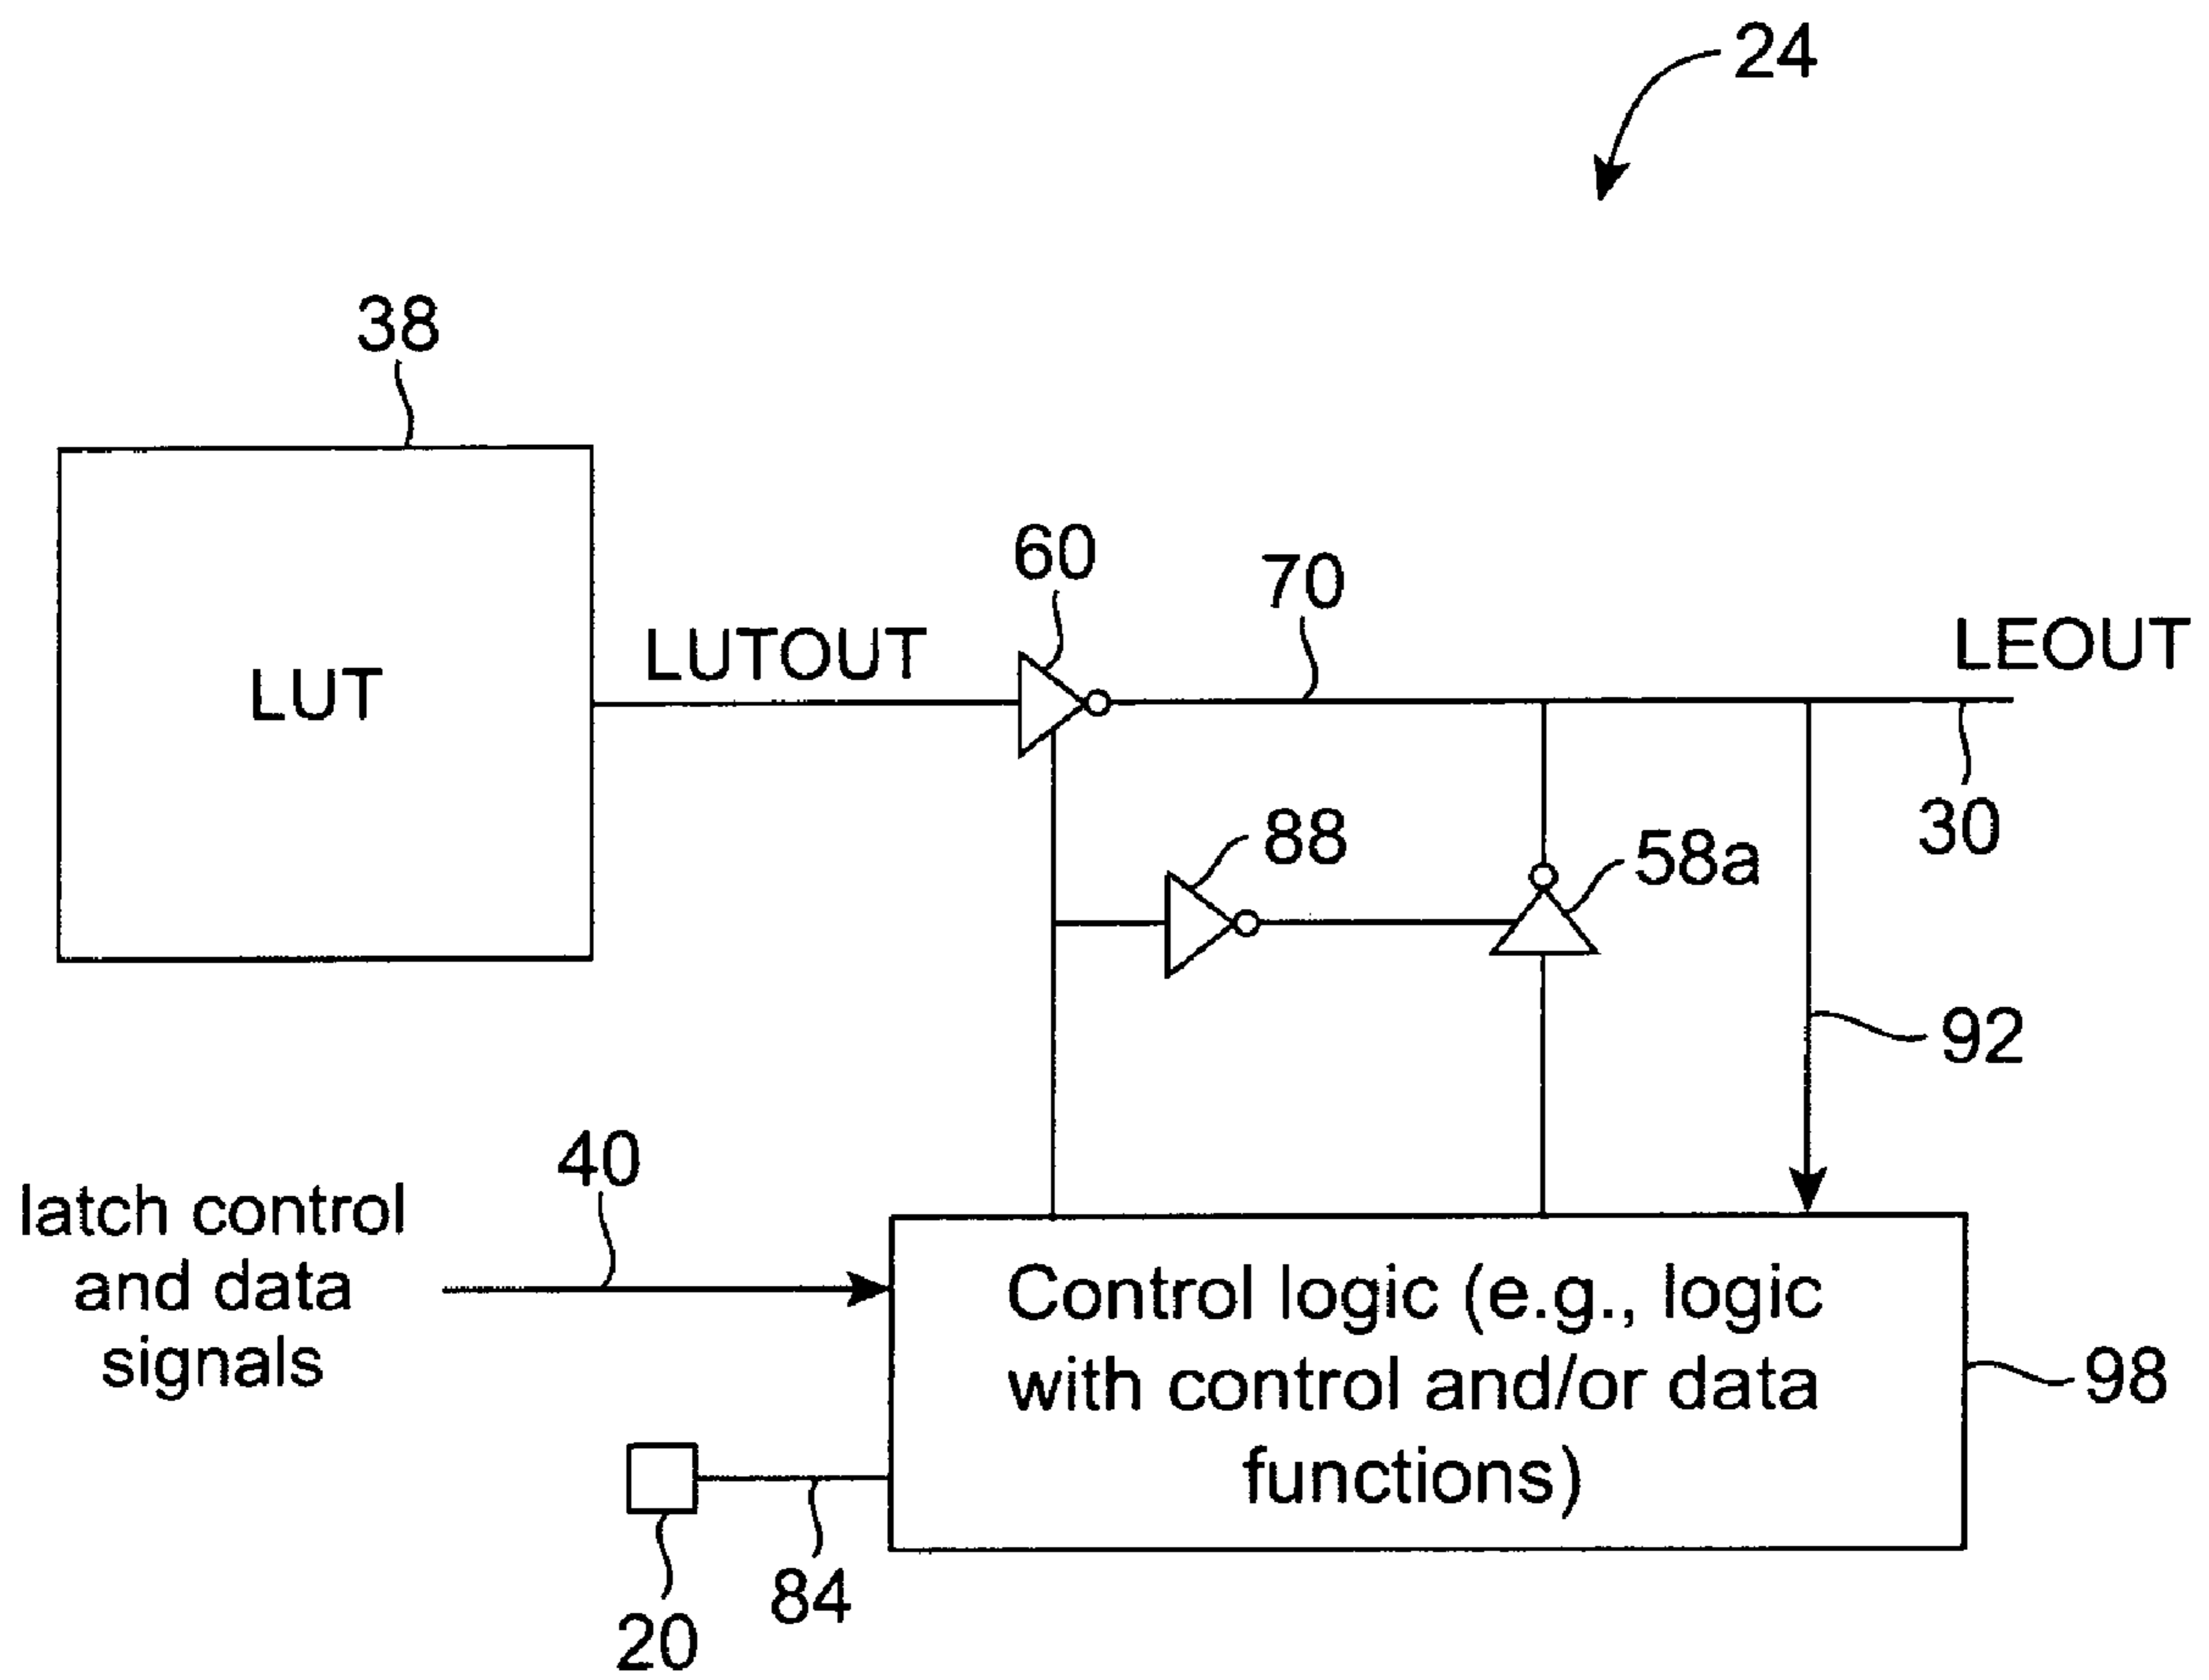 24
38
60
70
LUTOUT
LEOUT
LUT
30
88
58a
92
40
latch control
and data
signals
Control logic (e.g., logic
with control and/or data
functions)
98
84
20